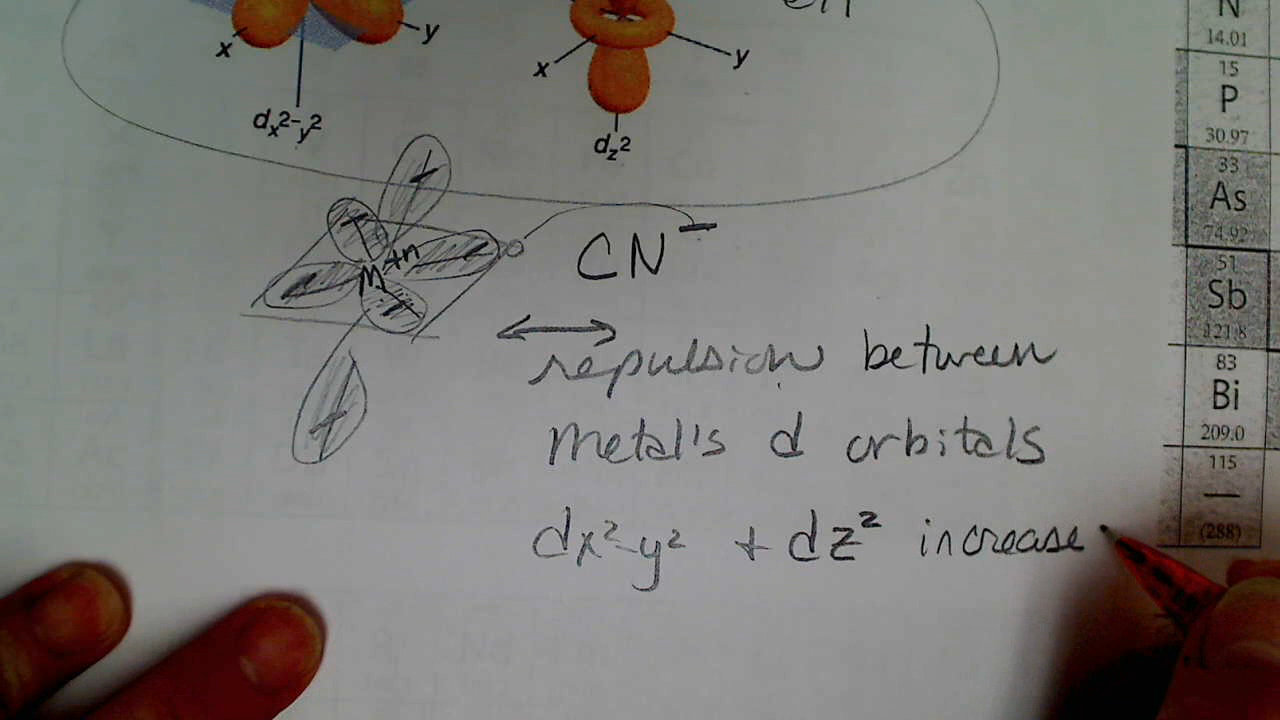 N
14.01
x
y
x
y
15
P
30.97
dx²-y²
dz²
33
As
74.92
M+n
CN⁻
51
Sb
121.8
repulsion between
metal's d orbitals
dx²-y² + dz² increase
83
Bi
209.0
115
—
(288)